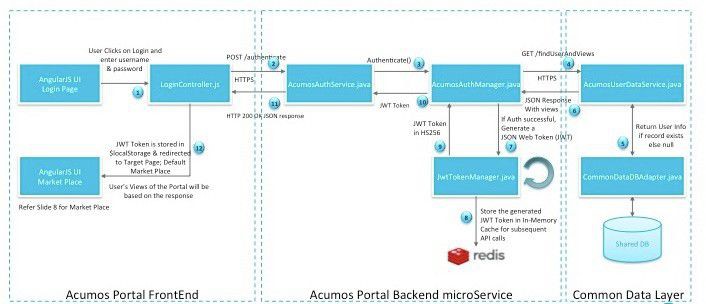 User Clicks on Login and
enter username
& password
AngularJS UI
Login Page
1
LoginController.js
POST /authenticate
2
HTTPS
11
HTTP 200 OK JSON response
AcumosAuthService.java
Authenticate()
3
10
JWT Token
AcumosAuthManager.java
GET /findUserAndViews
4
HTTPS
JSON Response
With views
6
AcumosUserDataService.java
JWT Token is stored in
$localStorage & redirected
to Target Page; Default
Market Place
12
AngularJS UI
Market Place
User's Views of the Portal will be
based on the response
Refer Slide 8 for Market Place
JWT Token
in HS256
9
If Auth successful,
Generate a
JSON Web Token (JWT)
7
JwtTokenManager.java
8
Store the generated
JWT Token in In-Memory
Cache for subsequent
API calls
redis
Return User Info
if record exists
else null
5
CommonDataDBAdapter.java
Shared DB
Acumos Portal FrontEnd
Acumos Portal Backend microService
Common Data Layer